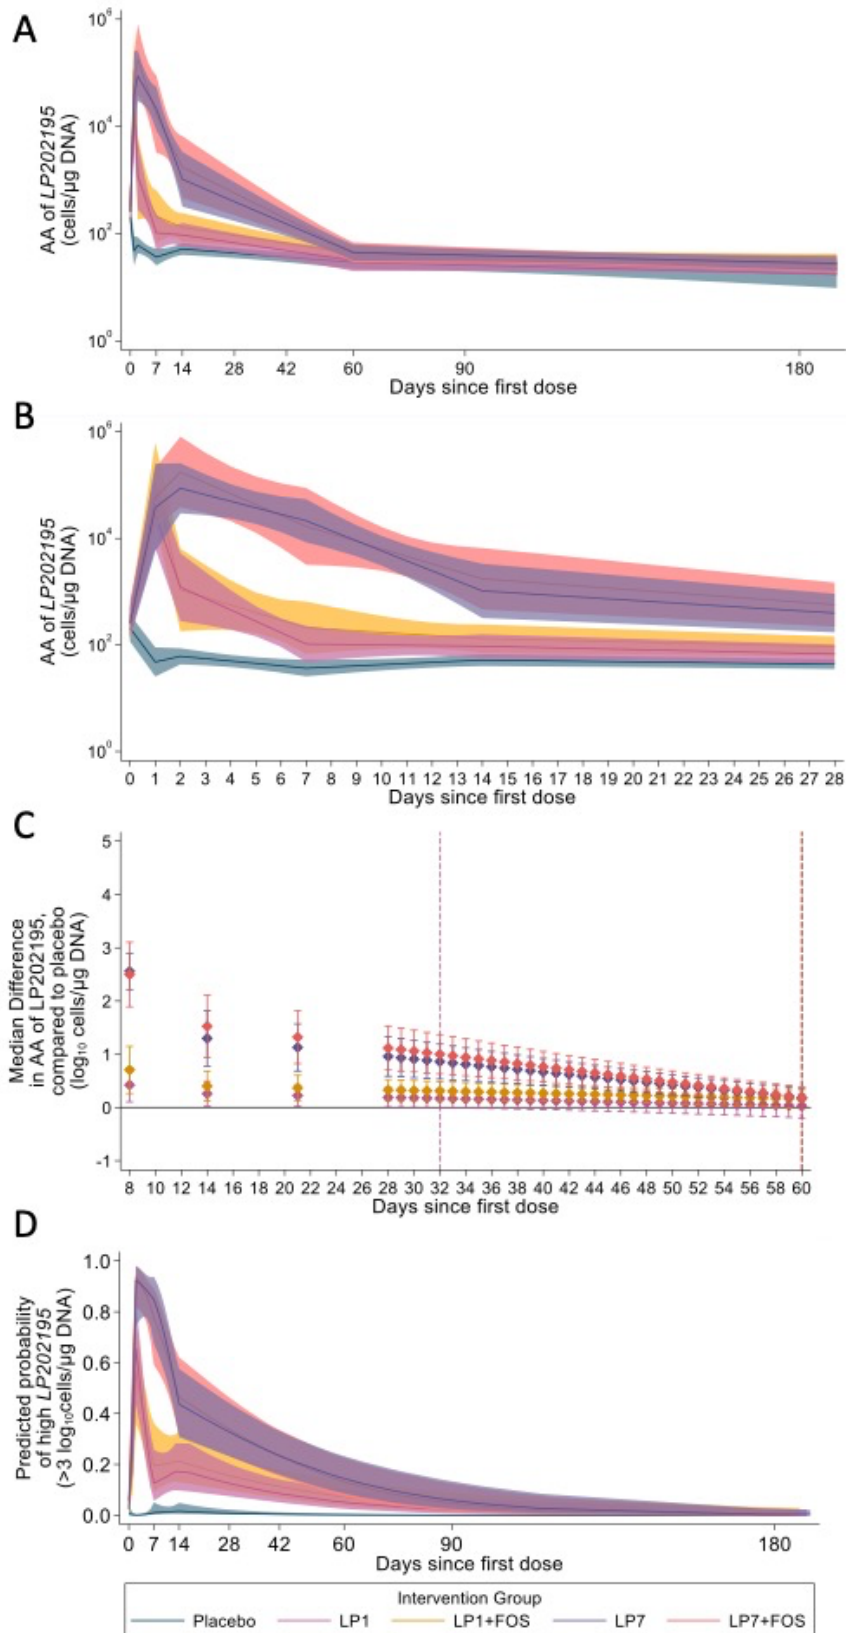 A
AA of LP202195
(cells/µg DNA)
10⁶
10⁴
10²
10⁰
0 7 14 28 42 60 90 180
Days since first dose
B
AA of LP202195
(cells/µg DNA)
10⁶
10⁴
10²
10⁰
0 1 2 3 4 5 6 7 8 9 10 11 12 13 14 15 16 17 18 19 20 21 22 23 24 25 26 27 28
Days since first dose
C
Median Difference
in AA of LP202195,
compared to placebo
(log₁₀ cells/µg DNA)
5
4
3
2
1
0
-1
8 10 12 14 16 18 20 22 24 26 28 30 32 34 36 38 40 42 44 46 48 50 52 54 56 58 60
Days since first dose
D
Predicted probability
of high LP202195
(>3 log₁₀cells/µg DNA)
1.0
0.8
0.6
0.4
0.2
0.0
0 7 14 28 42 60 90 180
Days since first dose
Intervention Group
Placebo LP1 LP1+FOS LP7 LP7+FOS